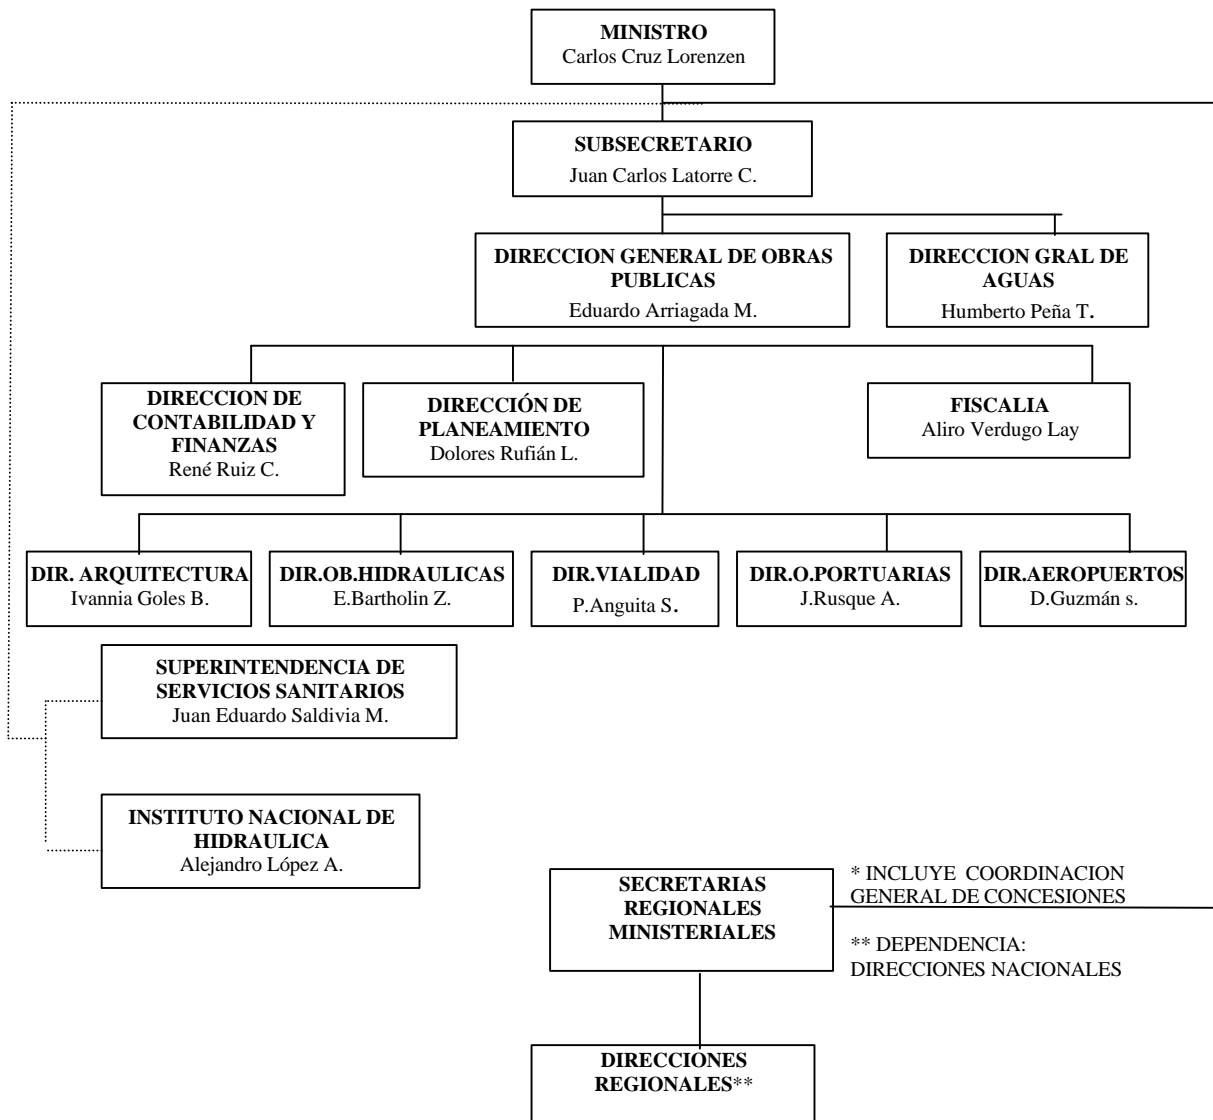 MINISTRO
Carlos Cruz Lorenzen
SUBSECRETARIO
Juan Carlos Latorre C.
DIRECCION GENERAL DE OBRAS
PUBLICAS
Eduardo Arriagada M.
DIRECCION GRAL DE
AGUAS
Humberto Peña T.
DIRECCION DE
CONTABILIDAD Y
FINANZAS
René Ruiz C.
DIRECCIÓN DE
PLANEAMIENTO
Dolores Rufián L.
FISCALIA
Aliro Verdugo Lay
DIR. ARQUITECTURA
Ivannia Goles B.
DIR.OB.HIDRAULICAS
E.Bartholin Z.
DIR.VIALIDAD
P.Anguita S.
DIR.O.PORTUARIAS
J.Rusque A.
DIR.AEROPUERTOS
D.Guzmán s.
SUPERINTENDENCIA DE
SERVICIOS SANITARIOS
Juan Eduardo Saldivia M.
INSTITUTO NACIONAL DE
HIDRAULICA
Alejandro López A.
SECRETARIAS
REGIONALES
MINISTERIALES
* INCLUYE COORDINACION
GENERAL DE CONCESIONES
** DEPENDENCIA:
DIRECCIONES NACIONALES
DIRECCIONES
REGIONALES**